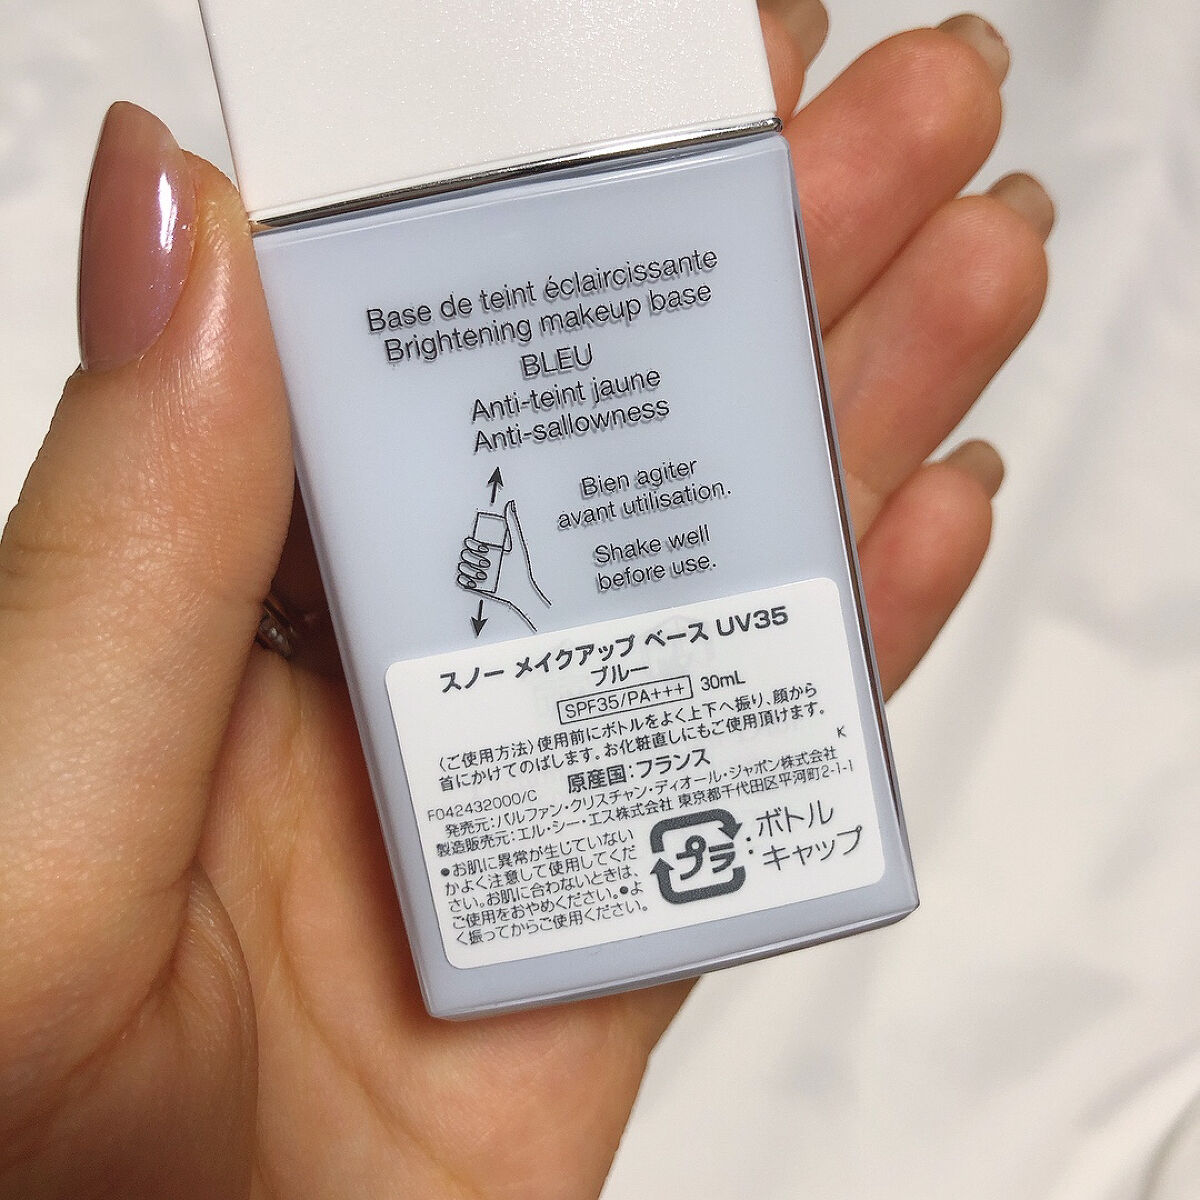 Base de teint éclaircissante
Brightening makeup base
BLEU
Anti-teint jaune
Anti-sallowness
Bien agiter
avant utilisation.
Shake well
before use.
スノー メイクアップ ベース UV35
ブルー
SPF35/PA+++ 30mL
〈ご使用方法〉使用前にボトルをよく上下へ振り、顔から
首にかけてのばします。お化粧直しにもご使用頂けます。
原産国:フランス
K
F042432000/C
発売元:パルファン・クリスチャン・ディオール・ジャポン株式会社
製造販売元:エル・シー・エス株式会社 東京都千代田区平河町2-1-1
●お肌に異常が生じていない
かよく注意して使用してくだ
さい。お肌に合わないときは、
ご使用をおやめください。●よ
く振ってからご使用ください。
プラ:ボトル
キャップ